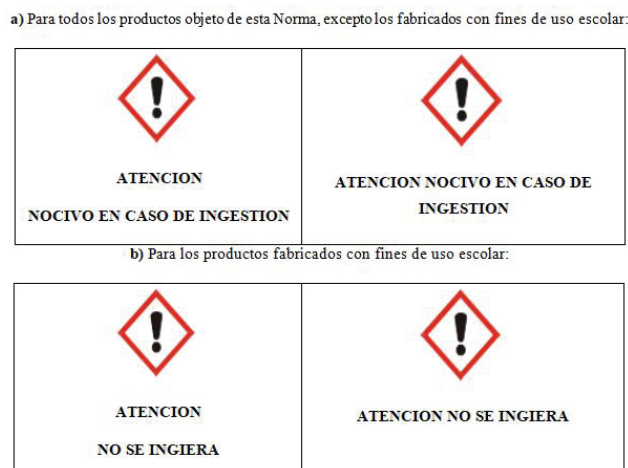 a) Para todos los productos objeto de esta Norma, excepto los fabricados con fines de uso escolar:
ATENCION
NOCIVO EN CASO DE INGESTION
ATENCION NOCIVO EN CASO DE
INGESTION
b) Para los productos fabricados con fines de uso escolar:
ATENCION
NO SE INGIERA
ATENCION NO SE INGIERA